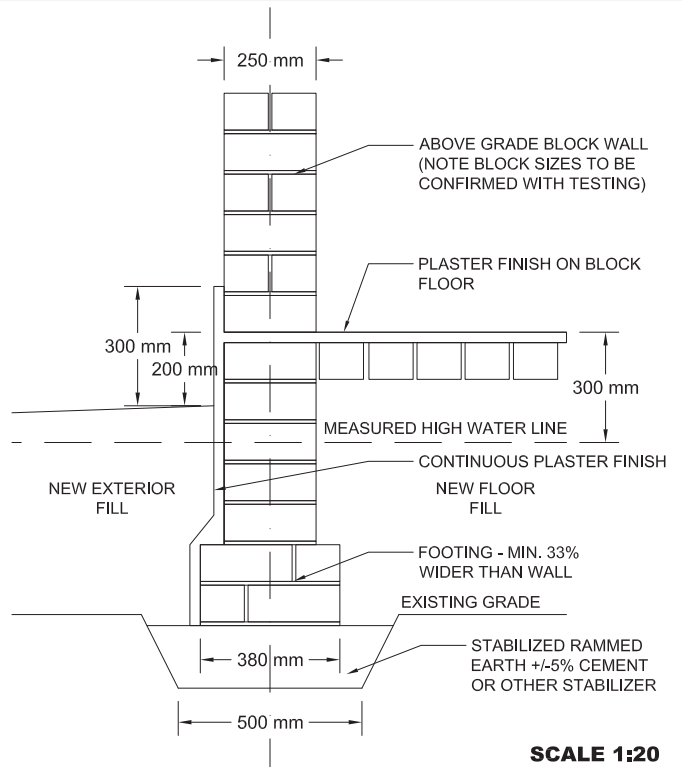 250 mm
ABOVE GRADE BLOCK WALL
(NOTE BLOCK SIZES TO BE
CONFIRMED WITH TESTING)
PLASTER FINISH ON BLOCK
FLOOR
300 mm
200 mm
300 mm
MEASURED HIGH WATER LINE
CONTINUOUS PLASTER FINISH
NEW EXTERIOR
FILL
NEW FLOOR
FILL
FOOTING - MIN. 33%
WIDER THAN WALL
EXISTING GRADE
STABILIZED RAMMED
EARTH +/-5% CEMENT
OR OTHER STABILIZER
380 mm
500 mm
SCALE 1:20